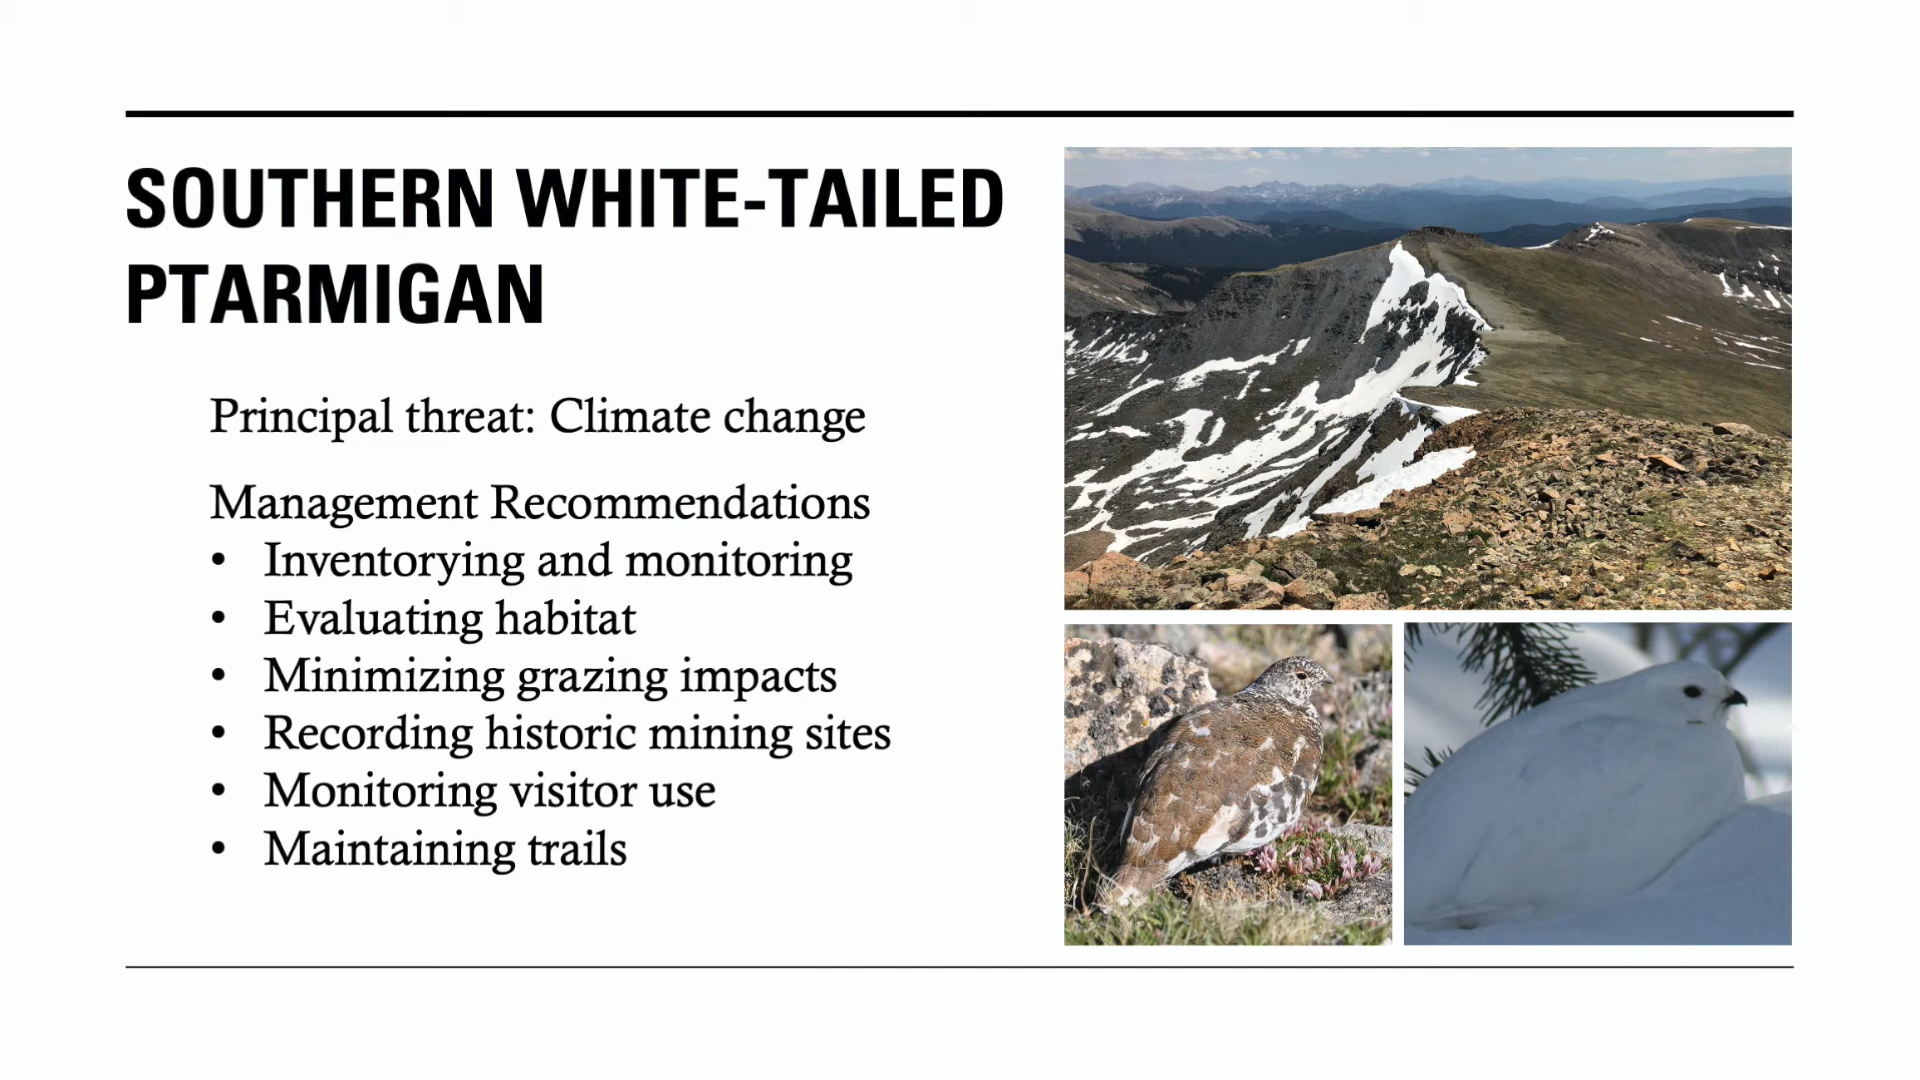 SOUTHERN WHITE-TAILED
PTARMIGAN
Principal threat: Climate change
Management Recommendations
• Inventorying and monitoring
• Evaluating habitat
• Minimizing grazing impacts
• Recording historic mining sites
• Monitoring visitor use
• Maintaining trails